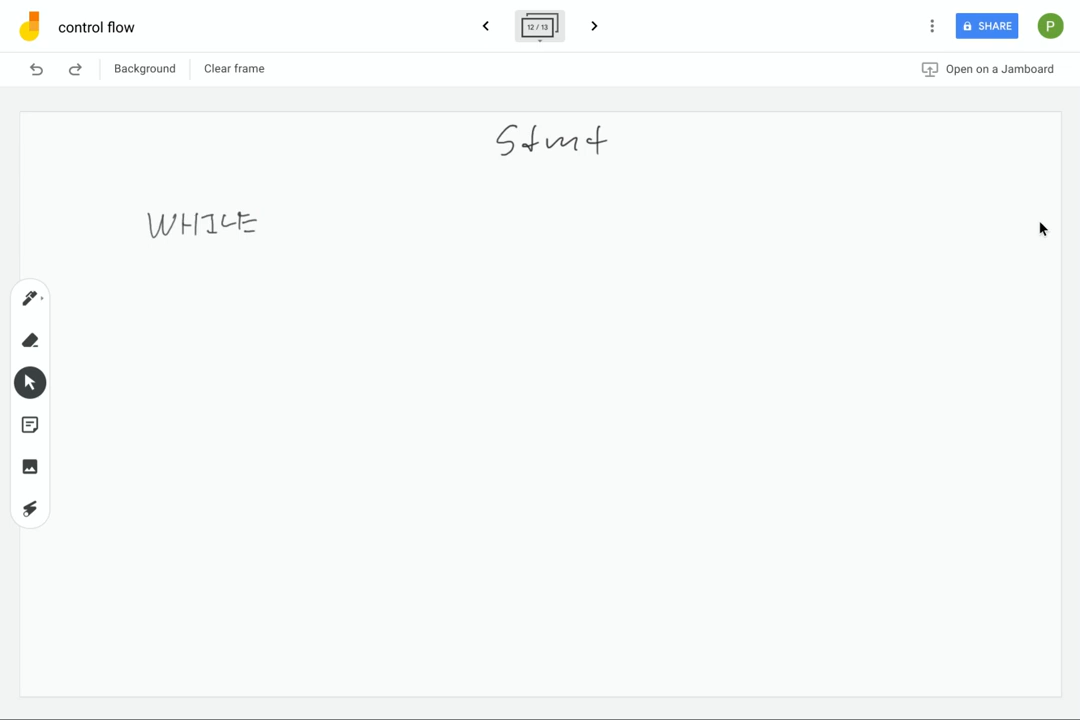 control flow
12 / 13
SHARE
P
Background
Clear frame
Open on a Jamboard
Stmt
WHILE